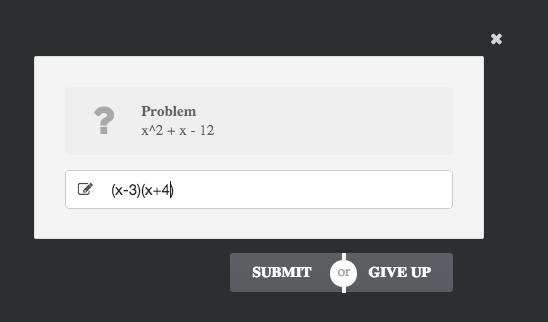 Problem
x^2 + x - 12
(x-3)(x+4)
SUBMIT or GIVE UP